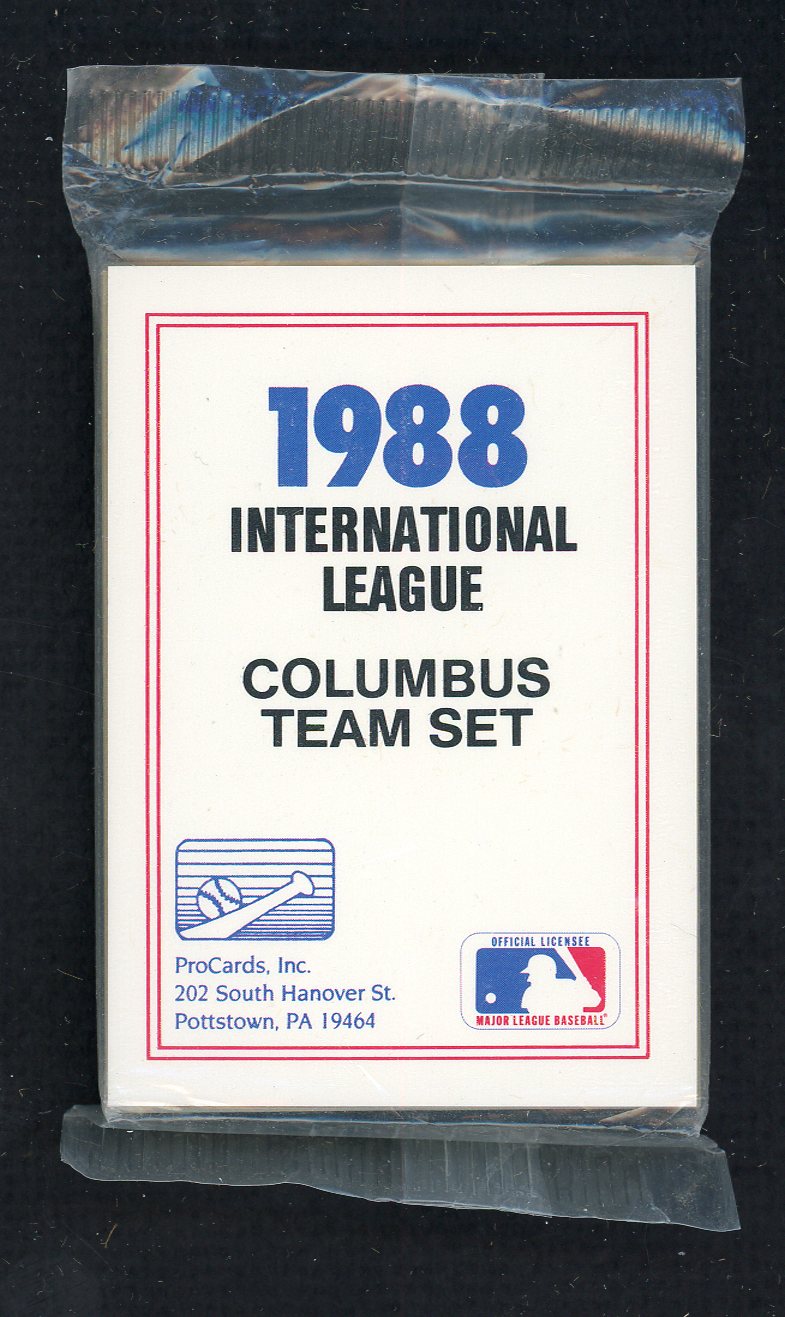 1988
INTERNATIONAL
LEAGUE
COLUMBUS
TEAM SET
ProCards, Inc.
202 South Hanover St.
Pottstown, PA 19464
OFFICIAL LICENSEE
MAJOR LEAGUE BASEBALL®